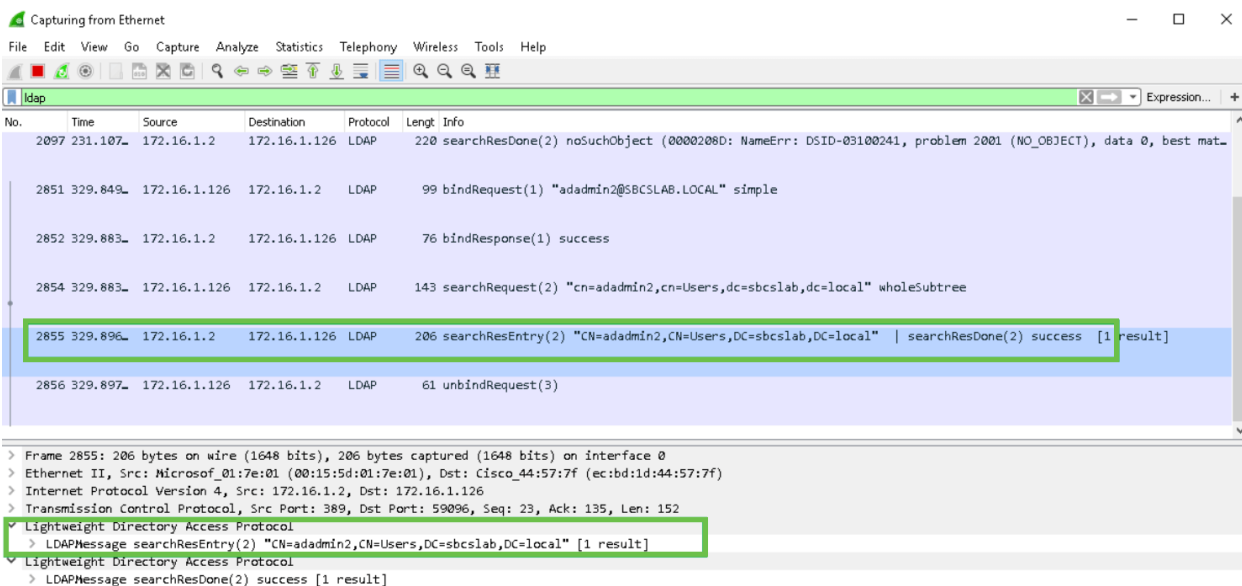 Capturing from Ethernet
File Edit View Go Capture Analyze Statistics Telephony Wireless Tools Help
ldap Expression... +
No. Time Source Destination Protocol Lengt Info
2097 231.107… 172.16.1.2 172.16.1.126 LDAP 220 searchResDone(2) noSuchObject (0000208D: NameErr: DSID-03100241, problem 2001 (NO_OBJECT), data 0, best mat…
2851 329.849… 172.16.1.126 172.16.1.2 LDAP 99 bindRequest(1) "adadmin2@SBCSLAB.LOCAL" simple
2852 329.883… 172.16.1.2 172.16.1.126 LDAP 76 bindResponse(1) success
2854 329.883… 172.16.1.126 172.16.1.2 LDAP 143 searchRequest(2) "cn=adadmin2,cn=Users,dc=sbcslab,dc=local" wholeSubtree
2855 329.896… 172.16.1.2 172.16.1.126 LDAP 206 searchResEntry(2) "CN=adadmin2,CN=Users,DC=sbcslab,DC=local" | searchResDone(2) success [1 result]
2856 329.897… 172.16.1.126 172.16.1.2 LDAP 61 unbindRequest(3)
> Frame 2855: 206 bytes on wire (1648 bits), 206 bytes captured (1648 bits) on interface 0
> Ethernet II, Src: Microsof_01:7e:01 (00:15:5d:01:7e:01), Dst: Cisco_44:57:7f (ec:bd:1d:44:57:7f)
> Internet Protocol Version 4, Src: 172.16.1.2, Dst: 172.16.1.126
> Transmission Control Protocol, Src Port: 389, Dst Port: 59096, Seq: 23, Ack: 135, Len: 152
Lightweight Directory Access Protocol
> LDAPMessage searchResEntry(2) "CN=adadmin2,CN=Users,DC=sbcslab,DC=local" [1 result]
Lightweight Directory Access Protocol
> LDAPMessage searchResDone(2) success [1 result]